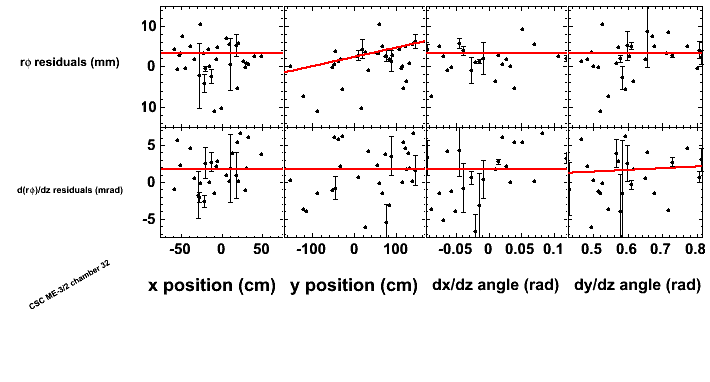 10
rϕ residuals (mm)
0
10
5
d(rϕ)/dz residuals (mrad)
0
-5
-50 0 50 -100 0 100 -0.05 0 0.05 0.1 0.5 0.6 0.7 0.8
x position (cm) y position (cm) dx/dz angle (rad) dy/dz angle (rad)
CSC ME-3/2 chamber 32